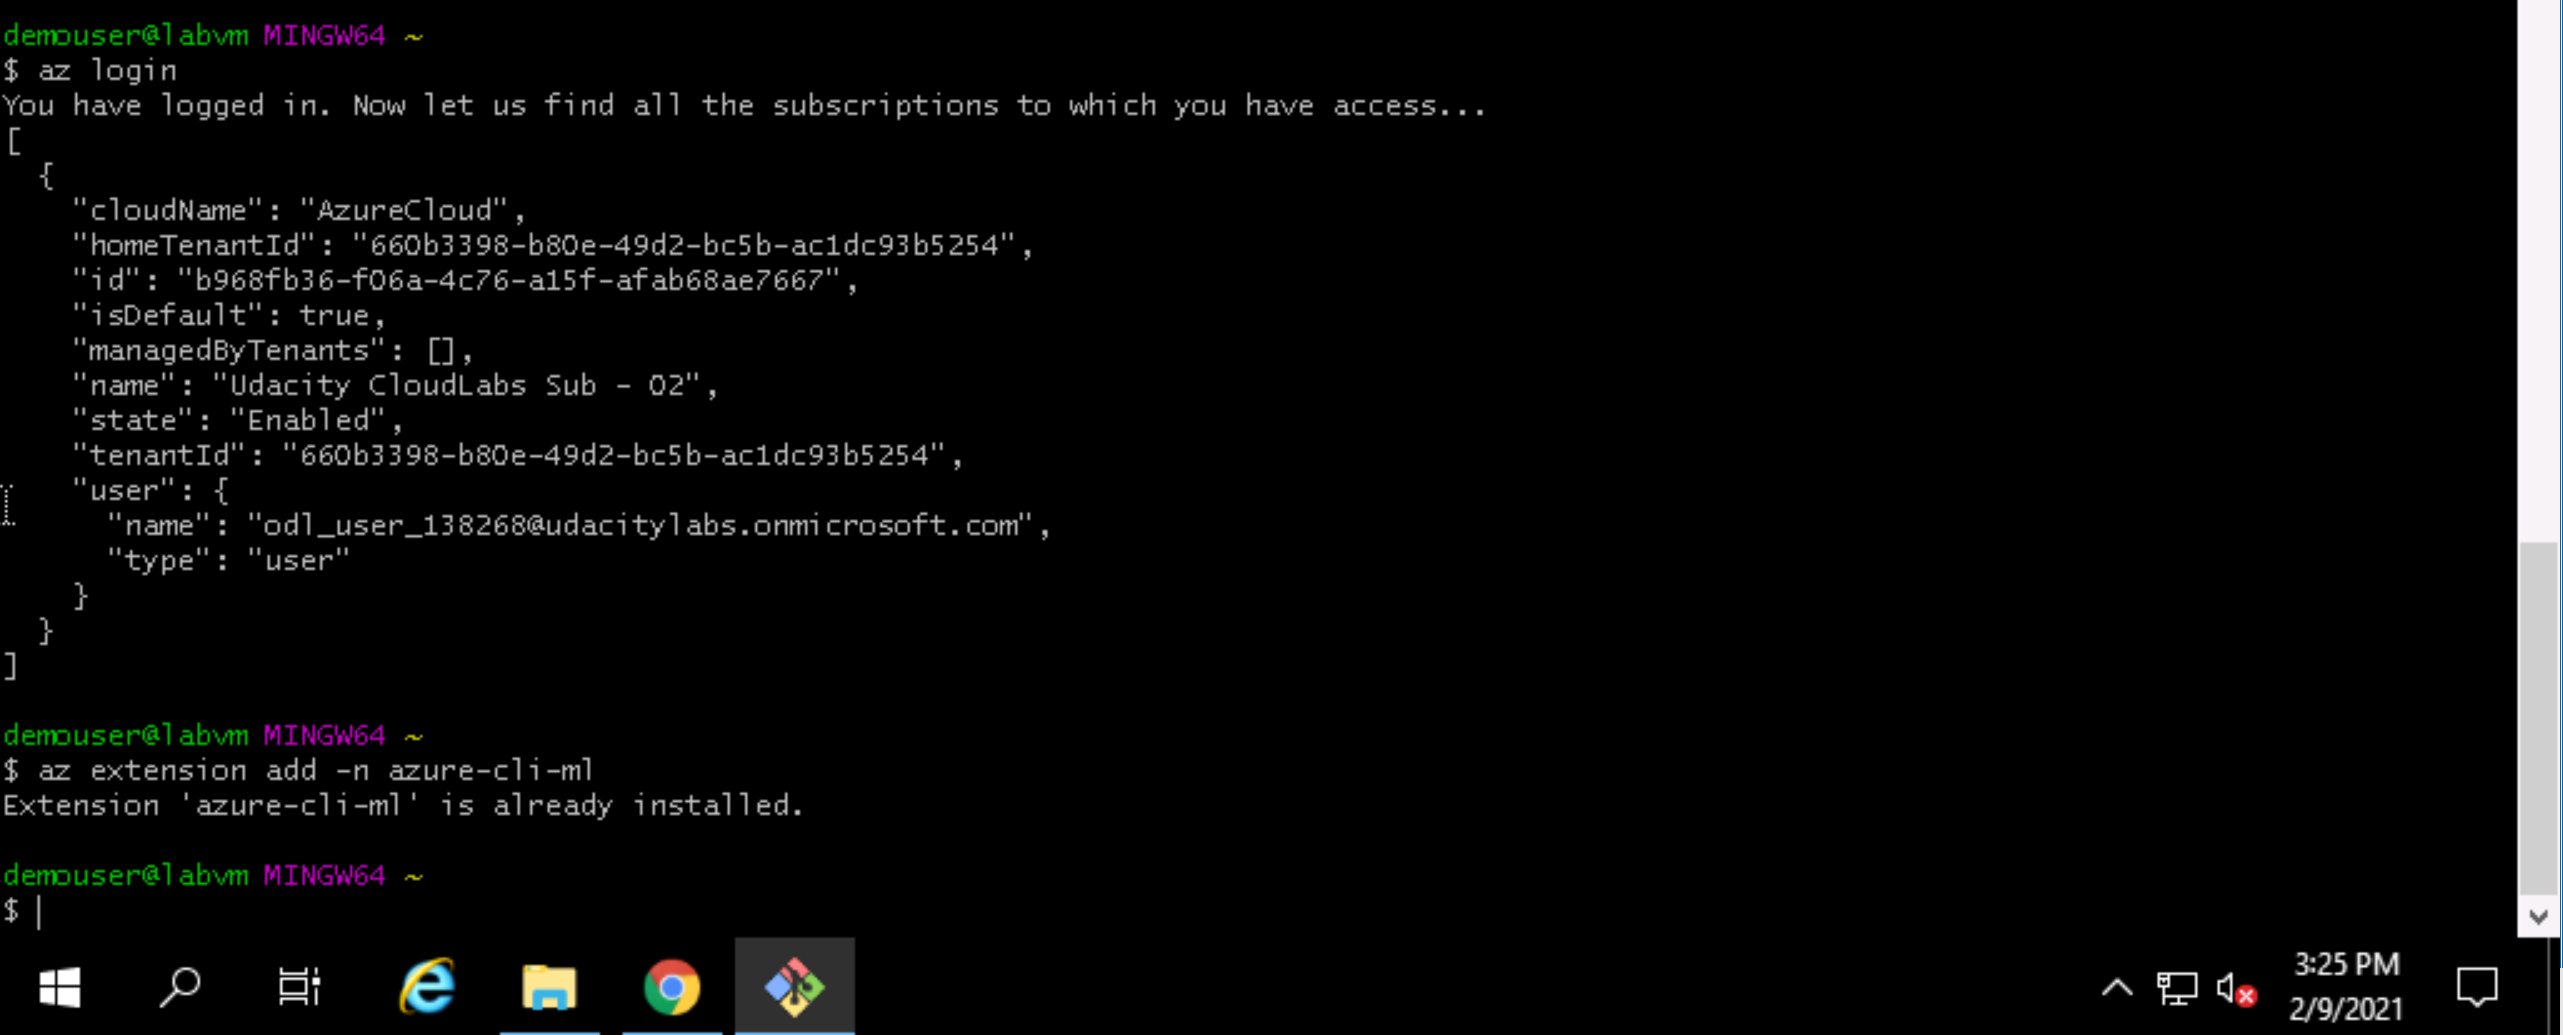 demouser@labvm MINGW64 ~
$ az login
You have logged in. Now let us find all the subscriptions to which you have access...
[
  {
    "cloudName": "AzureCloud",
    "homeTenantId": "660b3398-b80e-49d2-bc5b-ac1dc93b5254",
    "id": "b968fb36-f06a-4c76-a15f-afab68ae7667",
    "isDefault": true,
    "managedByTenants": [],
    "name": "Udacity CloudLabs Sub - 02",
    "state": "Enabled",
    "tenantId": "660b3398-b80e-49d2-bc5b-ac1dc93b5254",
    "user": {
      "name": "odl_user_138268@udacitylabs.onmicrosoft.com",
      "type": "user"
    }
  }
]
demouser@labvm MINGW64 ~
$ az extension add -n azure-cli-ml
Extension 'azure-cli-ml' is already installed.
demouser@labvm MINGW64 ~
$
3:25 PM
2/9/2021